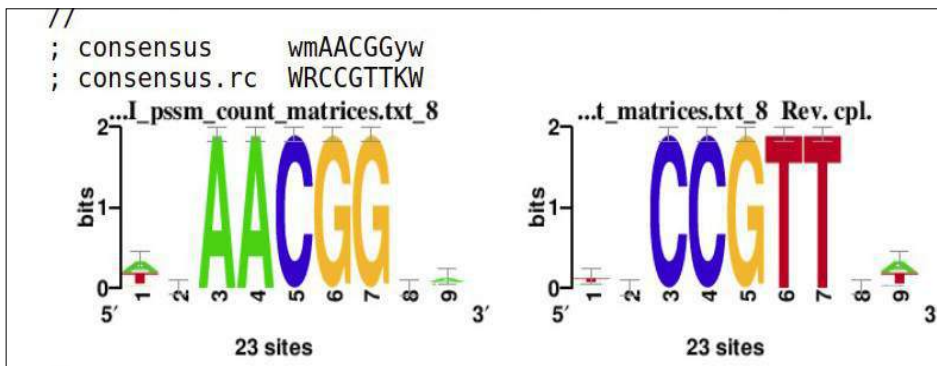 //
; consensus wmAACGGyw
; consensus.rc WRCCGTTKW
...I_pssm_count_matrices.txt_8 ...t_matrices.txt_8 Rev. cpl.
2 2
bits bits
1 1
0 0
AACGG CCGTT
1 2 3 4 5 6 7 8 9 1 2 3 4 5 6 7 8 9
5′ 3′ 5′ 3
23 sites 23 sites